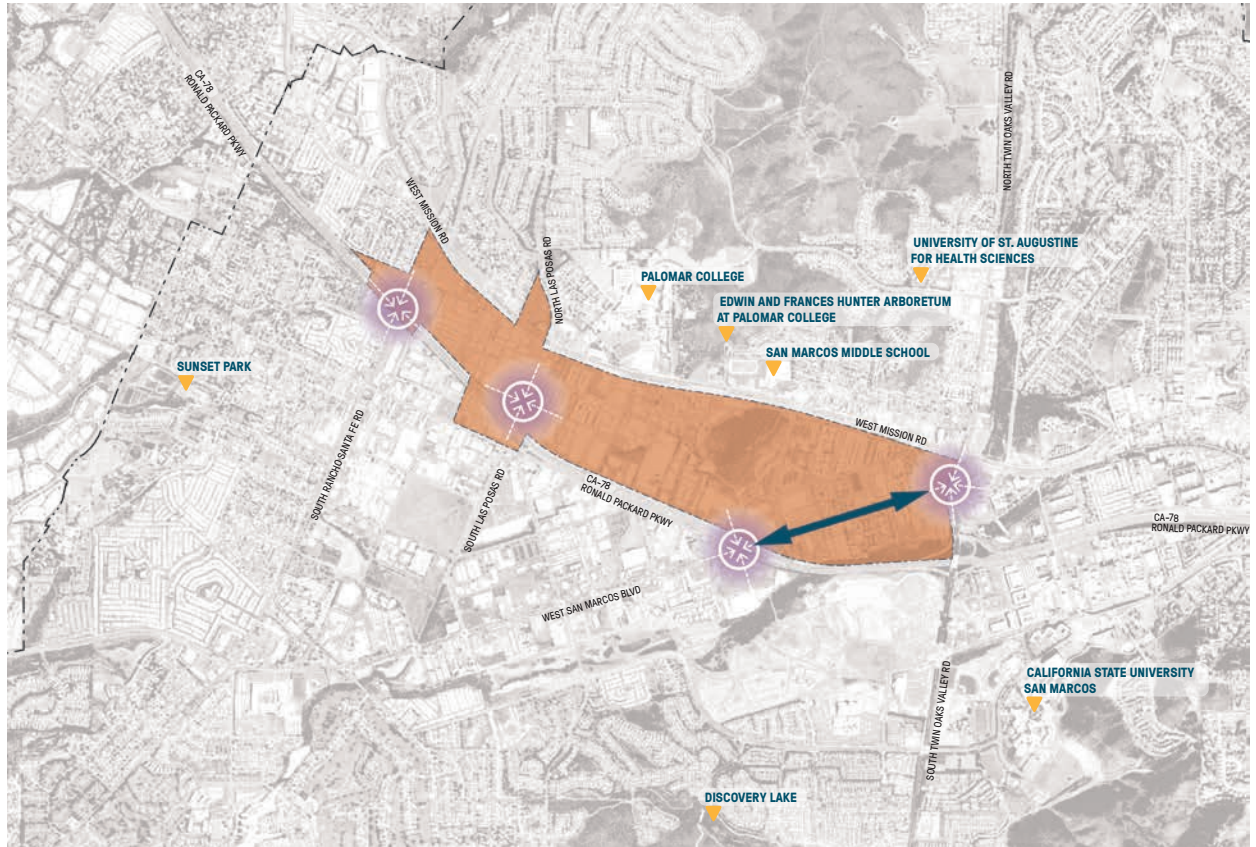 CA-78
RONALD PACKARD PKWY
NORTH TWIN OAKS VALLEY RD
WEST MISSION RD
NORTH LAS POSAS RD
UNIVERSITY OF ST. AUGUSTINE
FOR HEALTH SCIENCES
PALOMAR COLLEGE
EDWIN AND FRANCES HUNTER ARBORETUM
AT PALOMAR COLLEGE
SAN MARCOS MIDDLE SCHOOL
SUNSET PARK
SOUTH RANCHO SANTA FE RD
WEST MISSION RD
SOUTH LAS POSAS RD
CA-78
RONALD PACKARD PKWY
CA-78
RONALD PACKARD PKWY
WEST SAN MARCOS BLVD
SOUTH TWIN OAKS VALLEY RD
CALIFORNIA STATE UNIVERSITY
SAN MARCOS
DISCOVERY LAKE